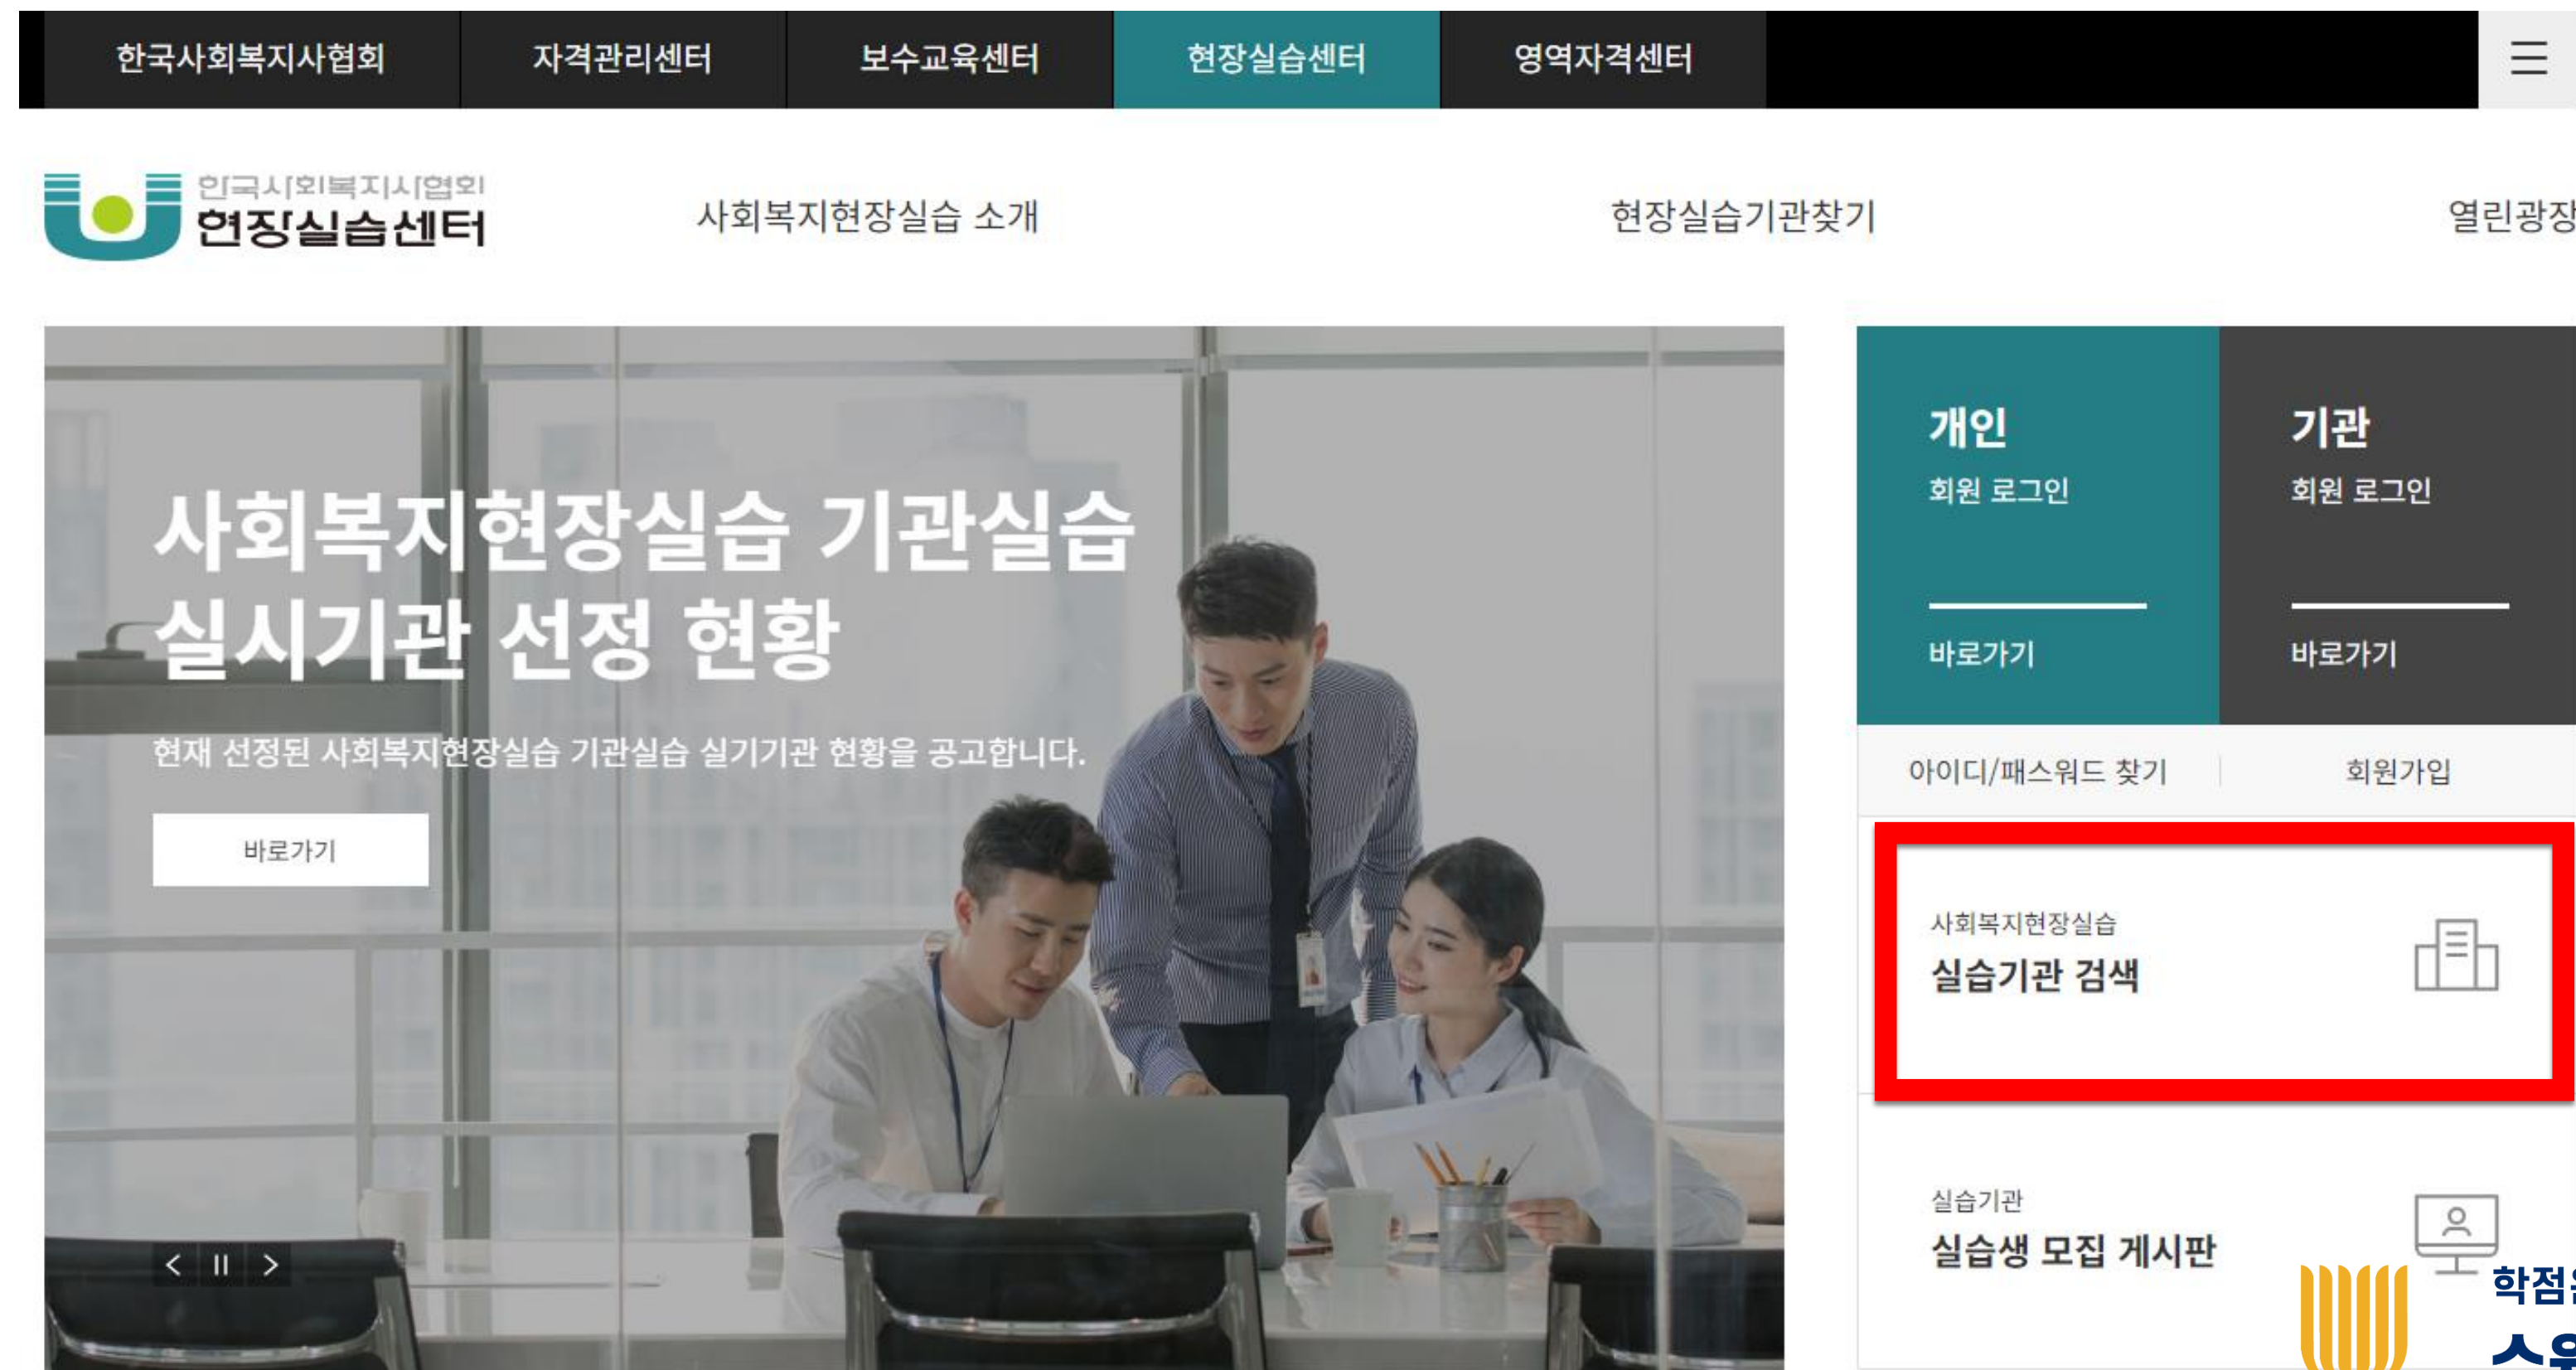 한국사회복지사협회
자격관리센터
보수교육센터
현장실습센터
영역자격센터
한국사회복지사협회
현장실습센터
사회복지현장실습 소개
현장실습기관찾기
열린광장
사회복지현장실습 기관실습
실시기관 선정 현황
현재 선정된 사회복지현장실습 기관실습 실기기관 현황을 공고합니다.
바로가기
개인
회원 로그인
바로가기
기관
회원 로그인
바로가기
아이디/패스워드 찾기
회원가입
사회복지현장실습
실습기관 검색
실습기관
실습생 모집 게시판
학점